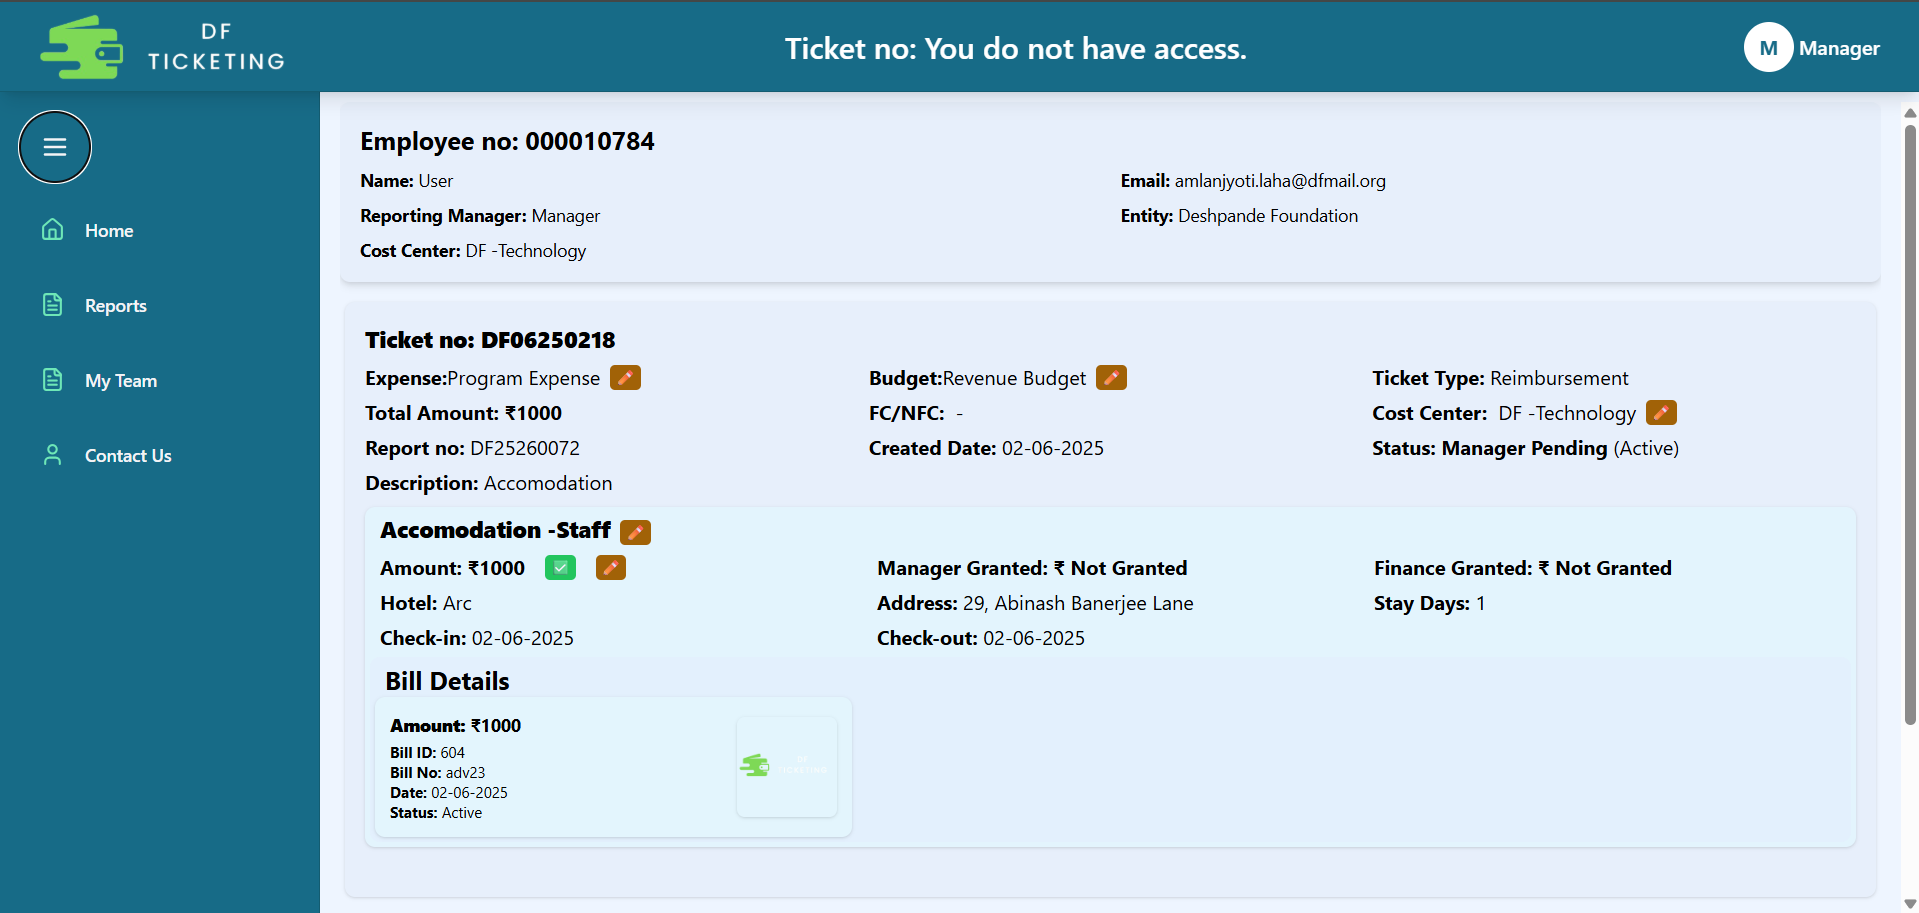 DF
TICKETING
Ticket no: You do not have access.
M Manager
Home
Reports
My Team
Contact Us
Employee no: 000010784
Name: User
Email: amlanjyoti.laha@dfmail.org
Reporting Manager: Manager
Entity: Deshpande Foundation
Cost Center: DF -Technology
Ticket no: DF06250218
Expense:Program Expense
Budget:Revenue Budget
Ticket Type: Reimbursement
Total Amount: ₹1000
FC/NFC: -
Cost Center: DF -Technology
Report no: DF25260072
Created Date: 02-06-2025
Status: Manager Pending (Active)
Description: Accomodation
Accomodation -Staff
Amount: ₹1000
Manager Granted: ₹ Not Granted
Finance Granted: ₹ Not Granted
Hotel: Arc
Address: 29, Abinash Banerjee Lane
Stay Days: 1
Check-in: 02-06-2025
Check-out: 02-06-2025
Bill Details
Amount: ₹1000
Bill ID: 604
Bill No: adv23
Date: 02-06-2025
Status: Active
DF
TICKETING